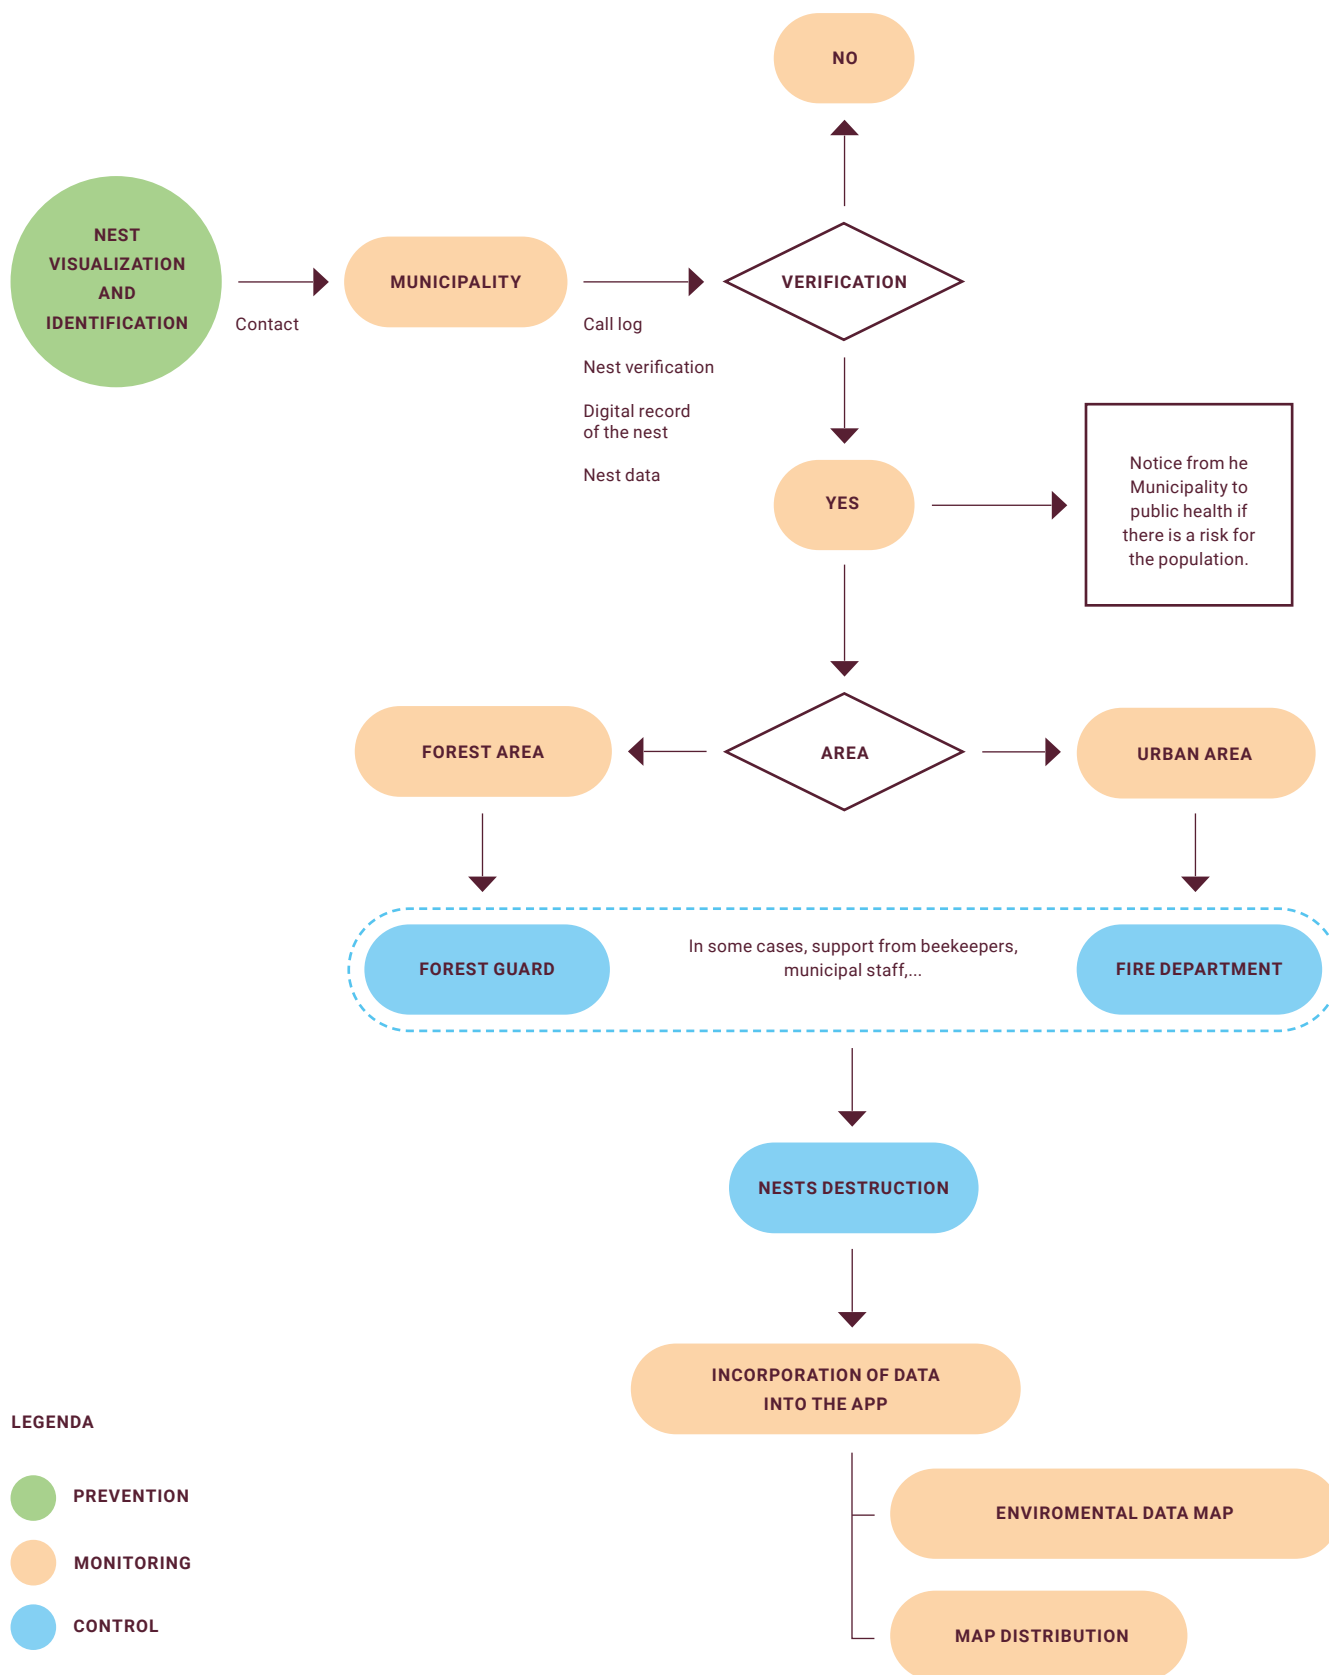 NO
NEST
VISUALIZATION
AND
IDENTIFICATION
Contact
MUNICIPALITY
Call log
Nest verification
Digital record
of the nest
Nest data
VERIFICATION
YES
Notice from he
Municipality to
public health if
there is a risk for
the population.
FOREST AREA
AREA
URBAN AREA
FOREST GUARD
In some cases, support from beekeepers,
municipal staff,...
FIRE DEPARTMENT
NESTS DESTRUCTION
INCORPORATION OF DATA
INTO THE APP
ENVIROMENTAL DATA MAP
MAP DISTRIBUTION
LEGENDA
PREVENTION
MONITORING
CONTROL